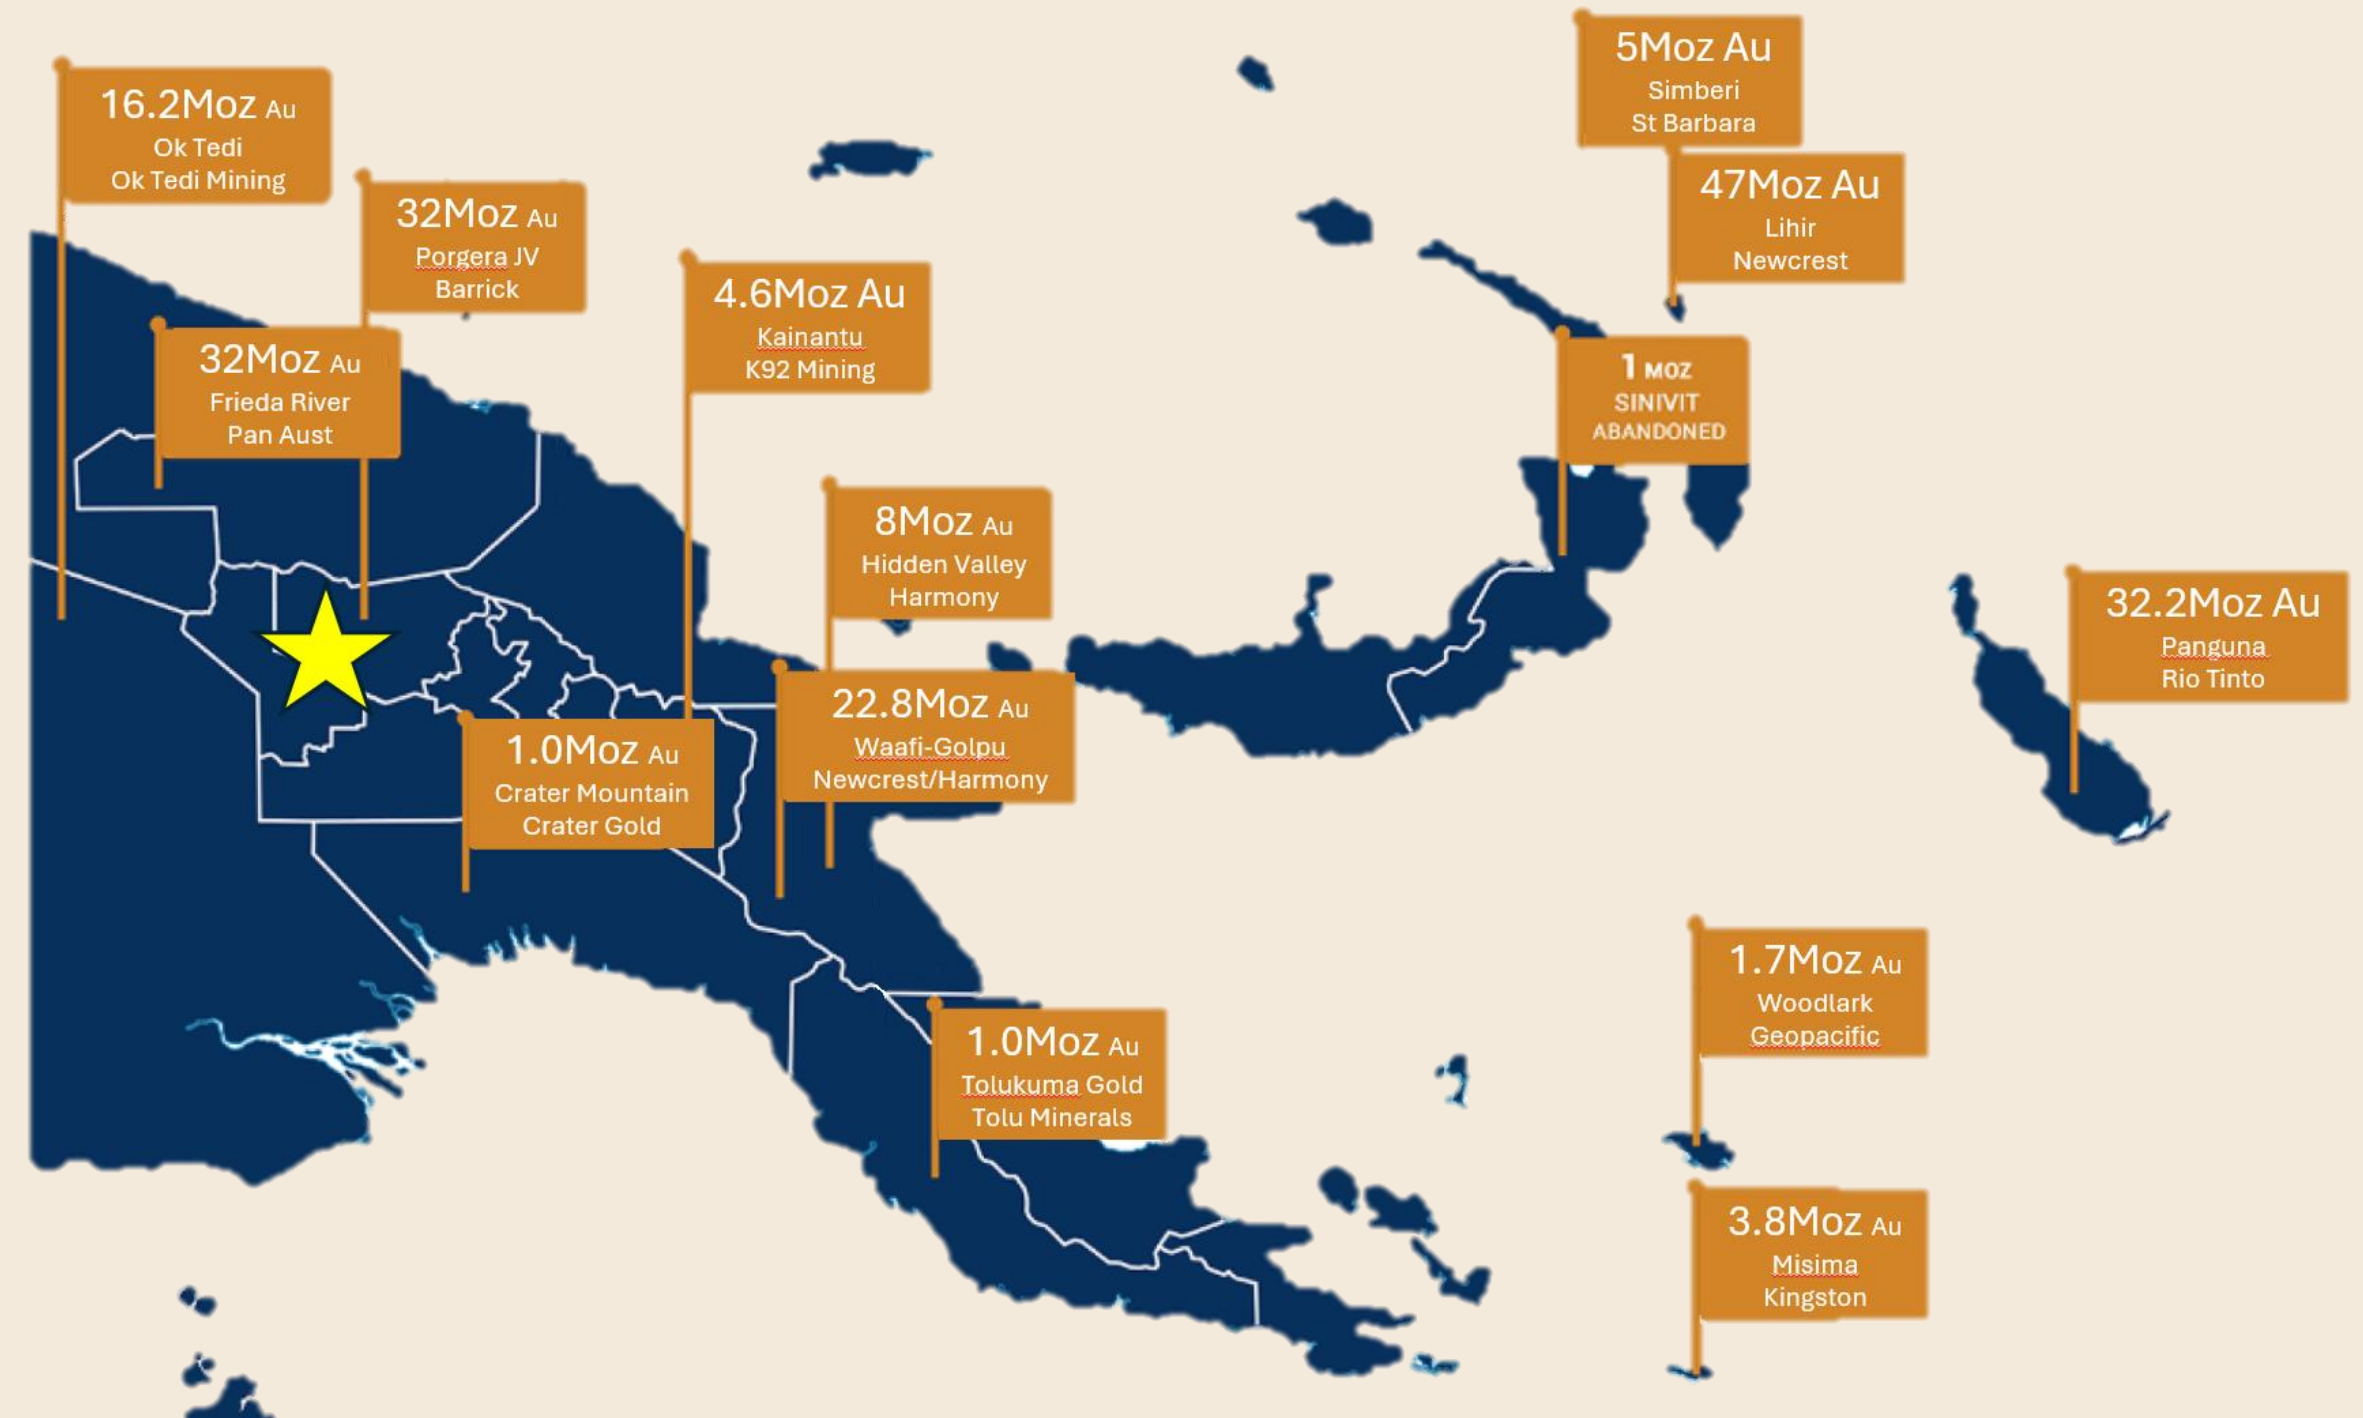 5Moz Au
Simberi
St Barbara
16.2Moz Au
Ok Tedi
Ok Tedi Mining
47Moz Au
Lihir
Newcrest
32Moz Au
Porgera JV
Barrick
4.6Moz Au
Kainantu
K92 Mining
32Moz Au
Frieda River
Pan Aust
1 MOZ
SINIVIT
ABANDONED
8Moz Au
Hidden Valley
Harmony
32.2Moz Au
Panguna
Rio Tinto
22.8Moz Au
Waafi-Golpu
Newcrest/Harmony
1.0Moz Au
Crater Mountain
Crater Gold
1.7Moz Au
Woodlark
Geopacific
1.0Moz Au
Tolukuma Gold
Tolu Minerals
3.8Moz Au
Misima
Kingston